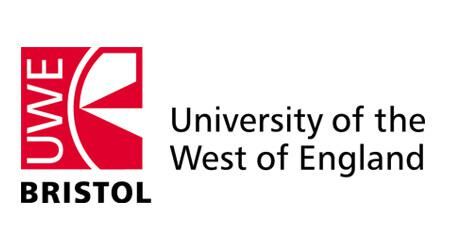 UWE
BRISTOL
University of the
West of England